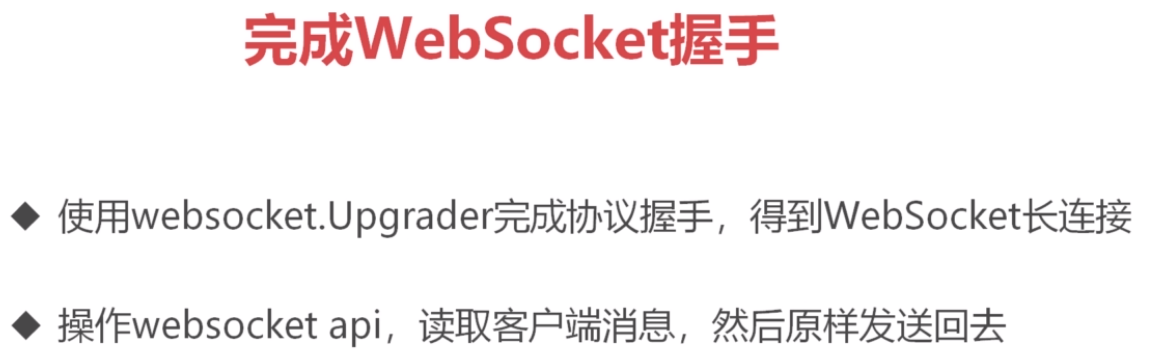 完成WebSocket握手
◆ 使用websocket.Upgrader完成协议握手，得到WebSocket长连接
◆ 操作websocket api，读取客户端消息，然后原样发送回去